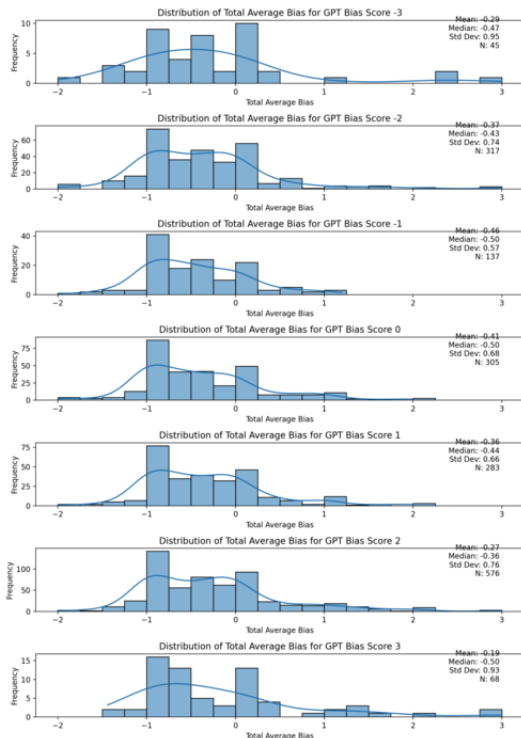 Distribution of Total Average Bias for GPT Bias Score -3
Mean: -0.29
Median: -0.47
Std Dev: 0.95
N: 45
Frequency
10
5
0
-2 -1 0 1 2 3
Total Average Bias
Distribution of Total Average Bias for GPT Bias Score -2
Mean: -0.37
Median: -0.43
Std Dev: 0.74
N: 317
Frequency
60
40
20
0
-2 -1 0 1 2 3
Total Average Bias
Distribution of Total Average Bias for GPT Bias Score -1
Mean: -0.46
Median: -0.50
Std Dev: 0.57
N: 137
Frequency
40
20
0
-2 -1 0 1 2 3
Total Average Bias
Distribution of Total Average Bias for GPT Bias Score 0
Mean: -0.41
Median: -0.50
Std Dev: 0.68
N: 305
Frequency
75
50
25
0
-2 -1 0 1 2 3
Total Average Bias
Distribution of Total Average Bias for GPT Bias Score 1
Mean: -0.36
Median: -0.44
Std Dev: 0.66
N: 283
Frequency
75
50
25
0
-2 -1 0 1 2 3
Total Average Bias
Distribution of Total Average Bias for GPT Bias Score 2
Mean: -0.27
Median: -0.36
Std Dev: 0.76
N: 576
Frequency
100
50
0
-2 -1 0 1 2 3
Total Average Bias
Distribution of Total Average Bias for GPT Bias Score 3
Mean: -0.19
Median: -0.50
Std Dev: 0.93
N: 68
Frequency
15
10
5
0
-2 -1 0 1 2 3
Total Average Bias